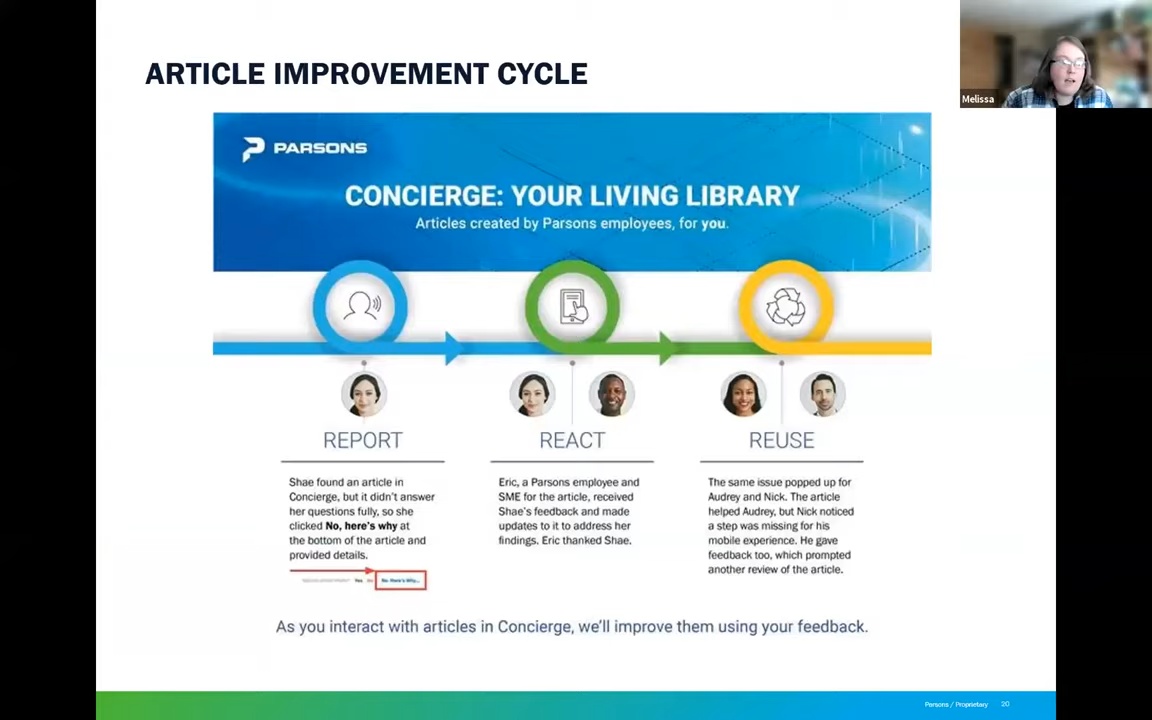 ARTICLE IMPROVEMENT CYCLE
Melissa
PARSONS
CONCIERGE: YOUR LIVING LIBRARY
Articles created by Parsons employees, for you.
REPORT
Shae found an article in
Concierge, but it didn't answer
her questions fully, so she
clicked No, here's why at
the bottom of the article and
provided details.
Yes
No, Here's Why...
REACT
Eric, a Parsons employee and
SME for the article, received
Shae's feedback and made
updates to it to address her
findings. Eric thanked Shae.
REUSE
The same issue popped up for
Audrey and Nick. The article
helped Audrey, but Nick noticed
a step was missing for his
mobile experience. He gave
feedback too, which prompted
another review of the article.
As you interact with articles in Concierge, we'll improve them using your feedback.
Parsons / Proprietary 20